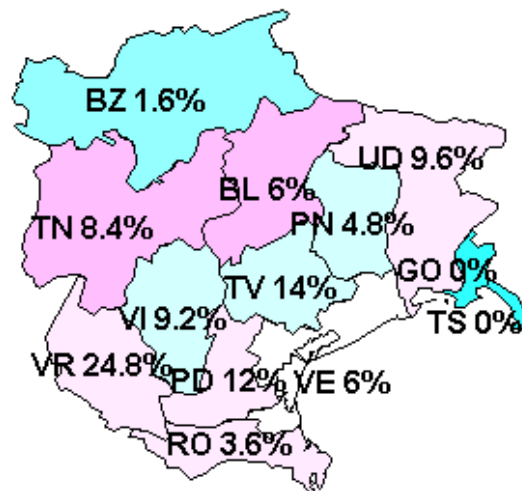 BZ 1.6%
UD 9.6%
BL 6%
TN 8.4%
PN 4.8%
GO 0%
TV 14%
VI 9.2%
TS 0%
VR 24.8%
PD 12%
VE 6%
RO 3.6%